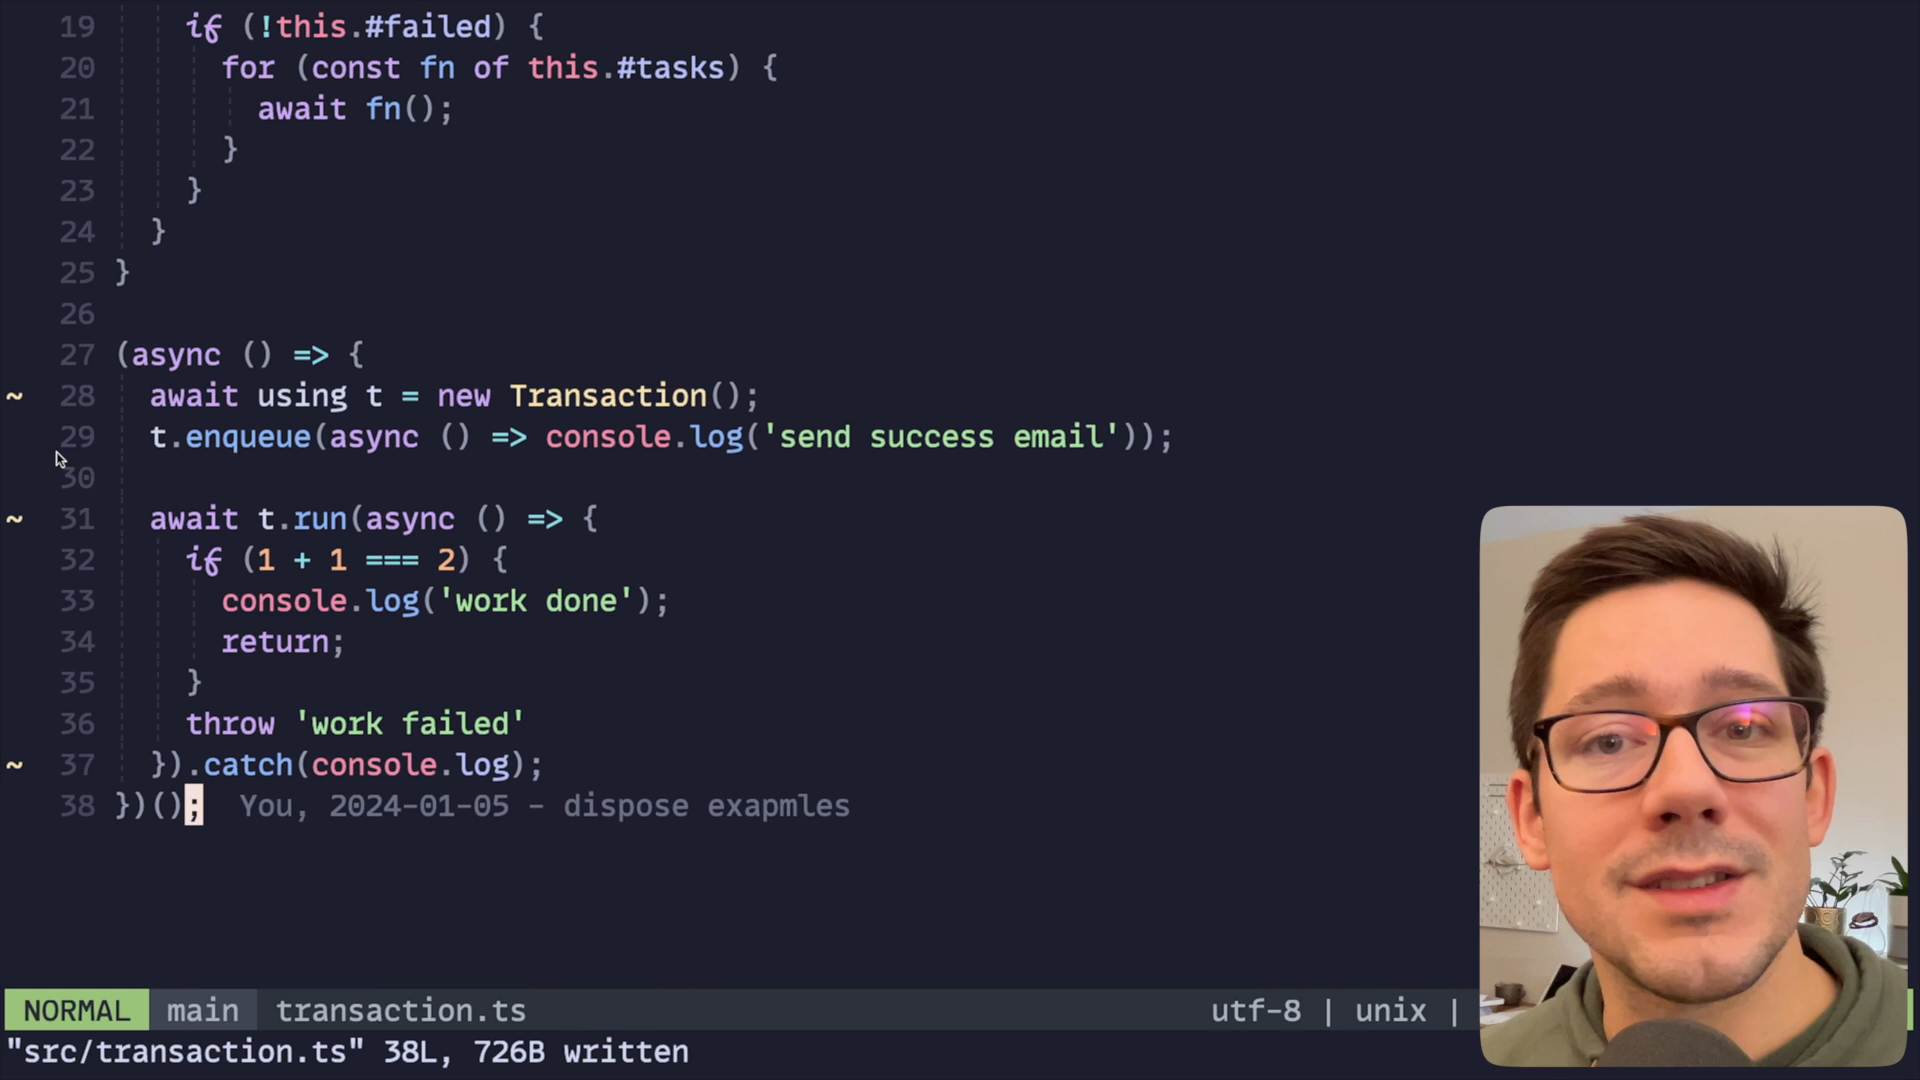 19 if (!this.#failed) {
20 for (const fn of this.#tasks) {
21 await fn();
22 }
23 }
24 }
25 }
26
27 (async () => {
~ 28 await using t = new Transaction();
29 t.enqueue(async () => console.log('send success email'));
30
~ 31 await t.run(async () => {
32 if (1 + 1 === 2) {
33 console.log('work done');
34 return;
35 }
36 throw 'work failed'
~ 37 }).catch(console.log);
38 })(); You, 2024-01-05 - dispose exapmles
NORMAL main transaction.ts utf-8 | unix |
"src/transaction.ts" 38L, 726B written